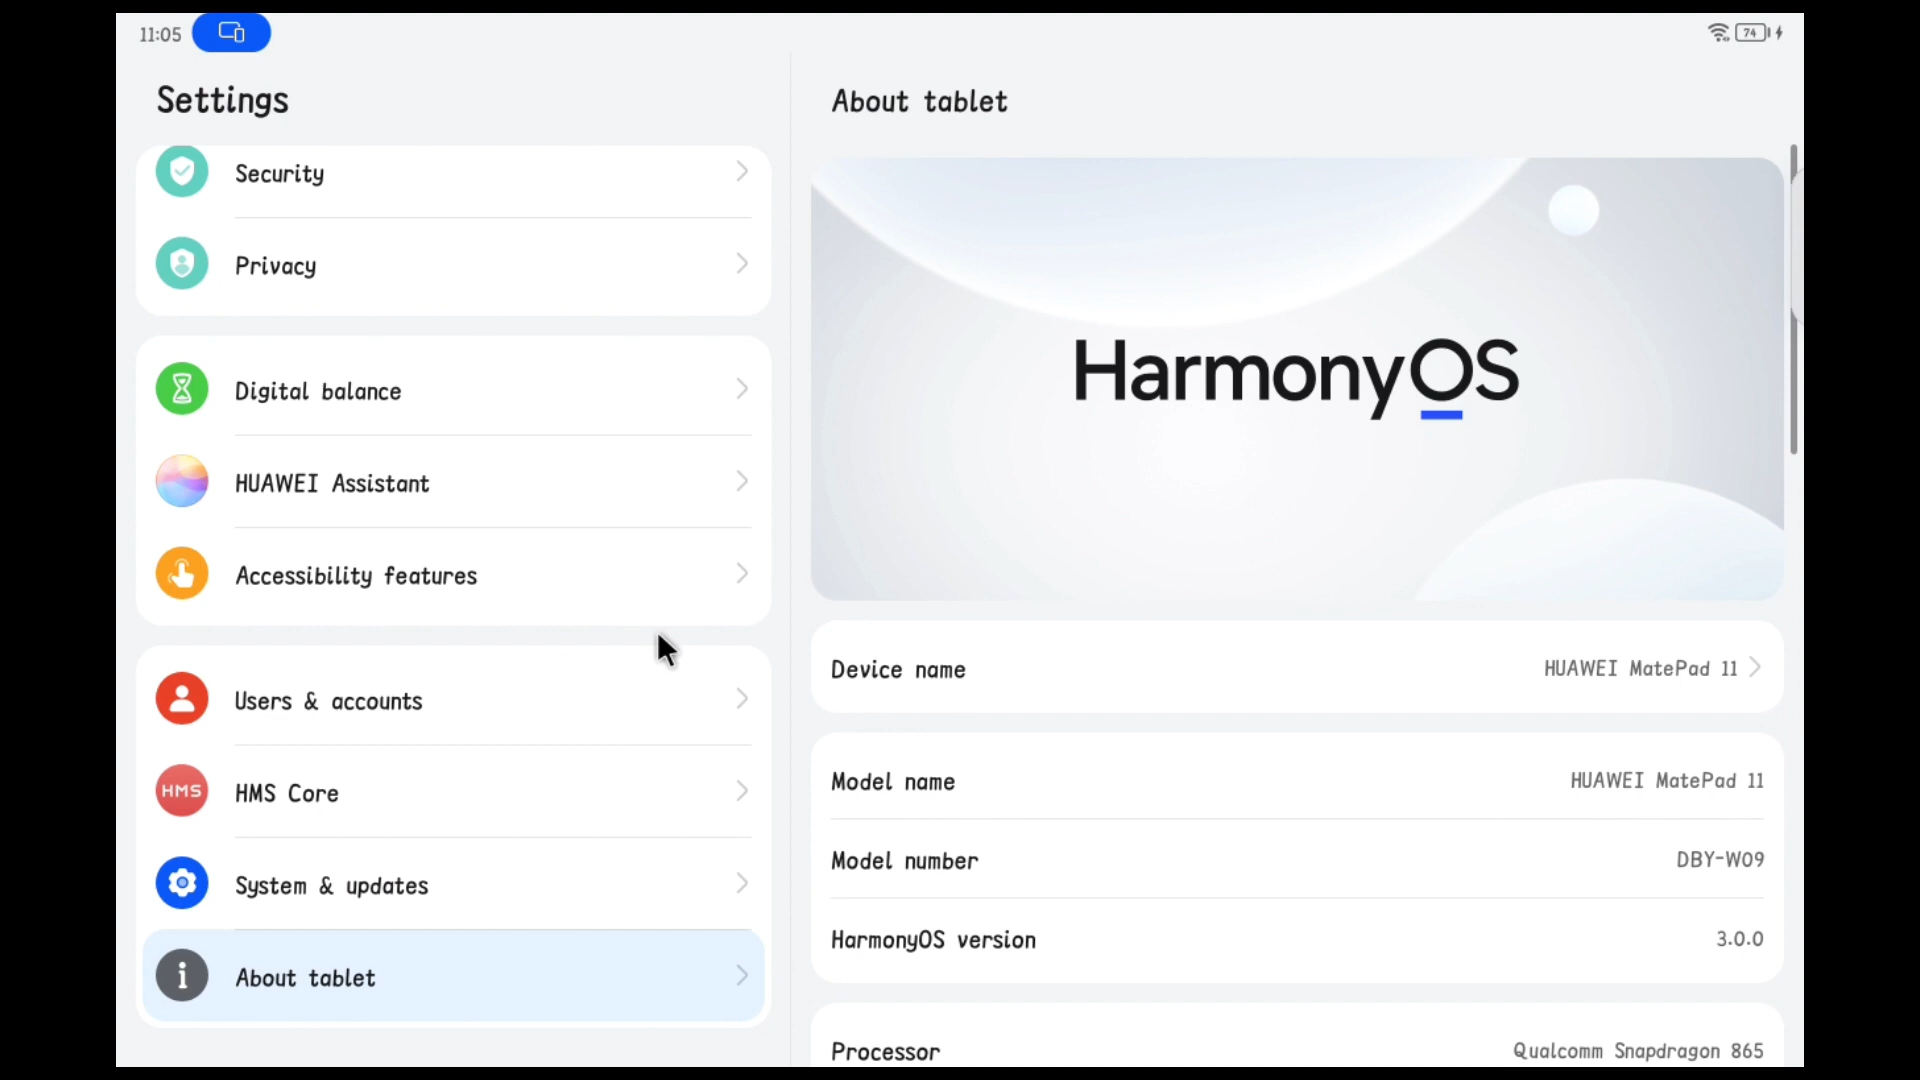 11:05
74
Settings
Security
Privacy
Digital balance
HUAWEI Assistant
Accessibility features
Users & accounts
HMS
HMS Core
System & updates
i
About tablet
About tablet
HarmonyOS
Device name
HUAWEI MatePad 11
Model name
HUAWEI MatePad 11
Model number
DBY-W09
HarmonyOS version
3.0.0
Processor
Qualcomm Snapdragon 865